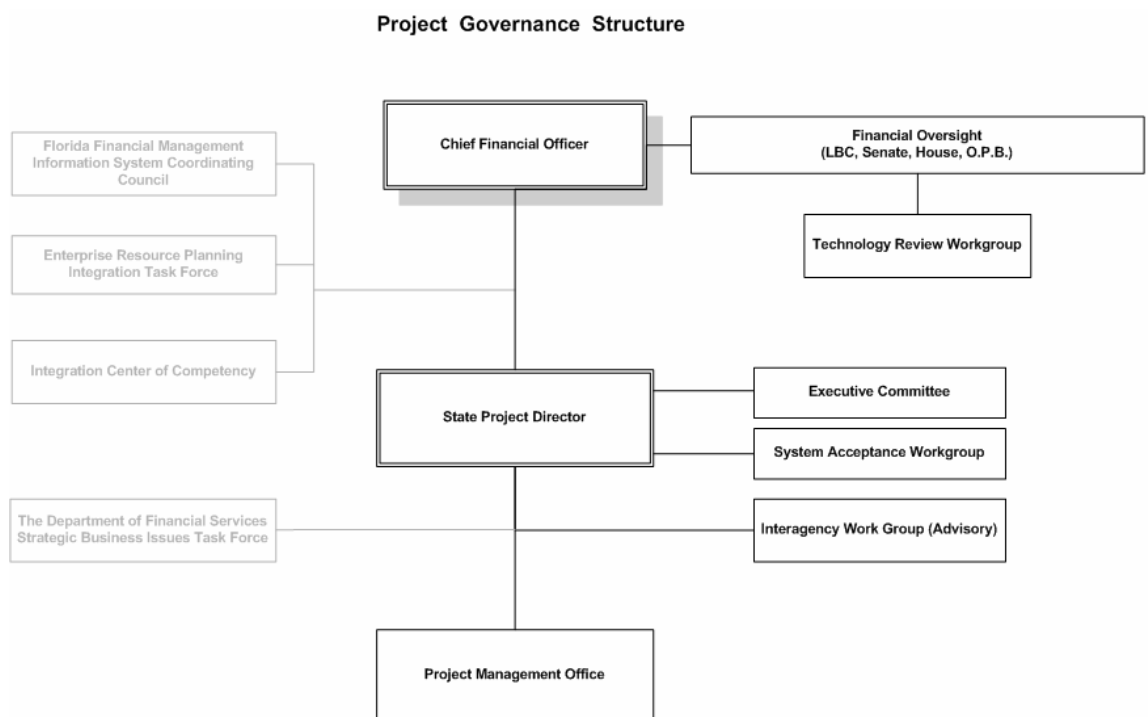 Project Governance Structure
Chief Financial Officer
Financial Oversight
(LBC, Senate, House, O.P.B.)
Florida Financial Management
Information System Coordinating
Council
Technology Review Workgroup
Enterprise Resource Planning
Integration Task Force
Integration Center of Competency
State Project Director
Executive Committee
System Acceptance Workgroup
The Department of Financial Services
Strategic Business Issues Task Force
Interagency Work Group (Advisory)
Project Management Office